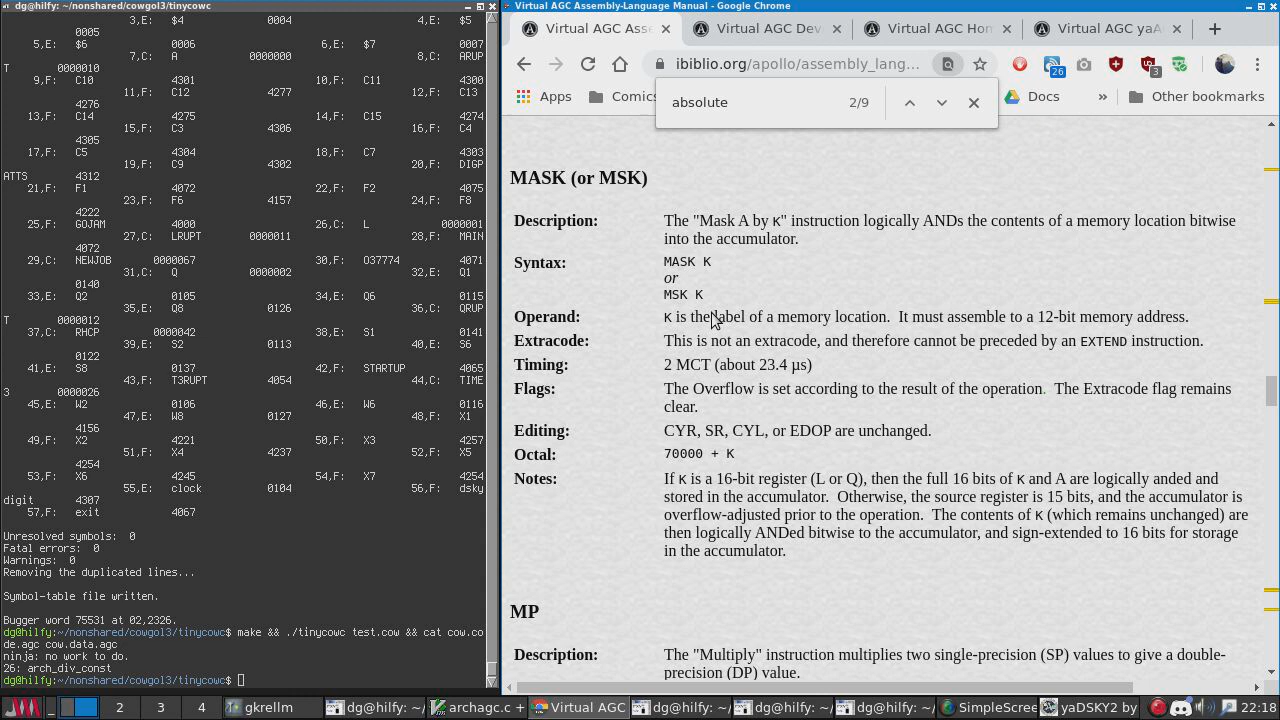 dg@hilfy:~/nonshared/cowgol3/tinycowc
3,E: $4 0004 4,E: $5
0005
5,E: $6 0006 6,E: $7 0007
7,C: A 0000000 8,C: ARUP
T 0000010
9,F: C10 4301 10,F: C11 4300
11,F: C12 4277 12,F: C13
4276
13,F: C14 4275 14,F: C15 4274
15,F: C3 4306 16,F: C4
4305
17,F: C5 4304 18,F: C7 4303
19,F: C9 4302 20,F: DIGP
ATTS 4312
21,F: F1 4072 22,F: F2 4075
23,F: F6 4157 24,F: F8
4222
25,F: GOJAM 4000 26,C: L 0000001
27,C: LRUPT 0000011 28,F: MAIN
4072
29,C: NEWJOB 0000067 30,F: O37774 4071
31,C: Q 0000002 32,E: Q1
0140
33,E: Q2 0105 34,E: Q6 0115
35,E: Q8 0126 36,C: QRUP
T 0000012
37,C: RHCP 0000042 38,E: S1 0141
39,E: S2 0113 40,E: S6
0122
41,E: S8 0137 42,F: STARTUP 4065
43,F: T3RUPT 4054 44,C: TIME
3 0000026
45,E: W2 0106 46,E: W6 0116
47,E: W8 0127 48,F: X1
4156
49,F: X2 4221 50,F: X3 4257
51,F: X4 4237 52,F: X5
4254
53,F: X6 4245 54,F: X7 4254
55,E: clock 0104 56,F: dsky
digit 4307
57,F: exit 4067
Unresolved symbols: 0
Fatal errors: 0
Warnings: 0
Removing the duplicated lines...
Symbol-table file written.
Bugger word 75531 at 02,2326.
dg@hilfy:~/nonshared/cowgol3/tinycowc$ make && ./tinycowc test.cow && cat cow.co
de.agc cow.data.agc
ninja: no work to do.
26: arch_div_const
dg@hilfy:~/nonshared/cowgol3/tinycowc$
Virtual AGC Assembly-Language Manual - Google Chrome
Virtual AGC Asse
Virtual AGC Dev
Virtual AGC Hon
Virtual AGC yaA
ibiblio.org/apollo/assembly_lang...
26
3
Apps
Comics
Docs
»
Other bookmarks
absolute 2/9
MASK (or MSK)
Description: The "Mask A by K" instruction logically ANDs the contents of a memory location bitwise
into the accumulator.
Syntax: MASK K
or
MSK K
Operand: K is the label of a memory location. It must assemble to a 12-bit memory address.
Extracode: This is not an extracode, and therefore cannot be preceded by an EXTEND instruction.
Timing: 2 MCT (about 23.4 µs)
Flags: The Overflow is set according to the result of the operation. The Extracode flag remains
clear.
Editing: CYR, SR, CYL, or EDOP are unchanged.
Octal: 70000 + K
Notes: If K is a 16-bit register (L or Q), then the full 16 bits of K and A are logically anded and
stored in the accumulator. Otherwise, the source register is 15 bits, and the accumulator is
overflow-adjusted prior to the operation. The contents of K (which remains unchanged) are
then logically ANDed bitwise to the accumulator, and sign-extended to 16 bits for storage
in the accumulator.
MP
Description: The "Multiply" instruction multiplies two single-precision (SP) values to give a double-
precision (DP) value.
2
3
4
gkrellm
dg@hilfy: ~/
archagc.c +
Virtual AGC
dg@hilfy: ~/
dg@hilfy: ~/
dg@hilfy: ~/
SimpleScree
yaDSKY2 by
22:18